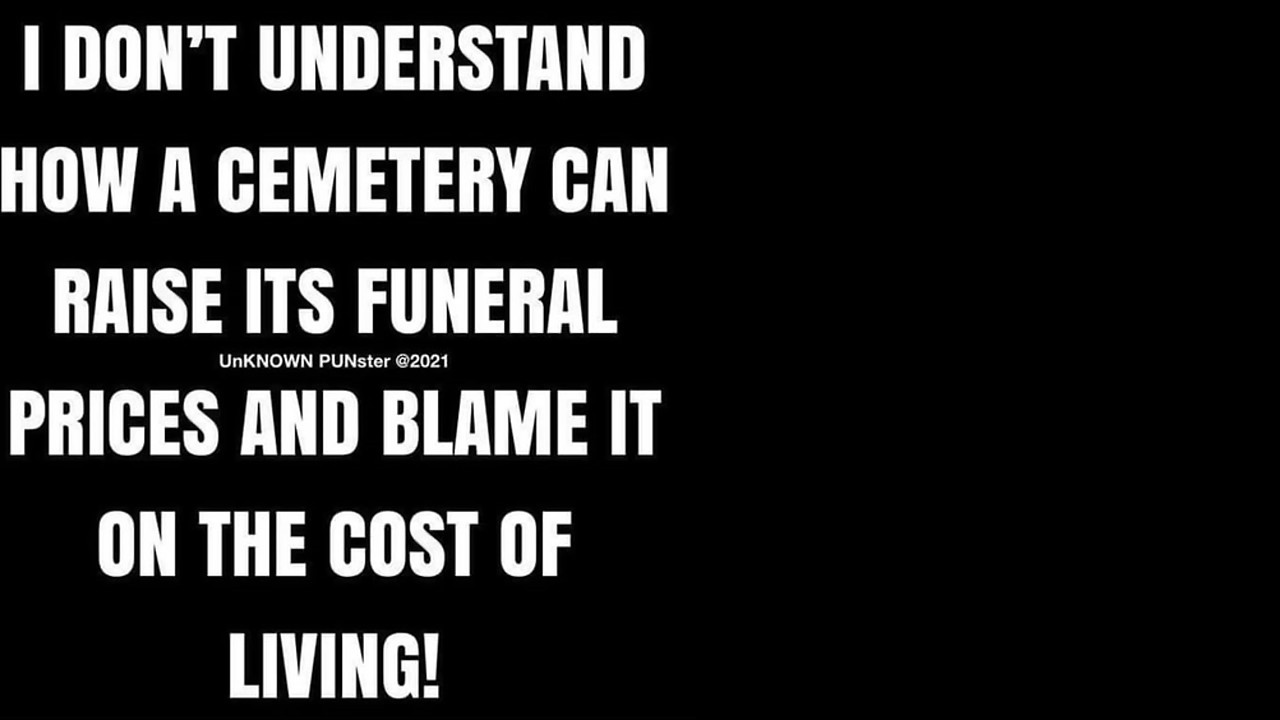 I DON’T UNDERSTAND
HOW A CEMETERY CAN
RAISE ITS FUNERAL
UnKNOWN PUNster @2021
PRICES AND BLAME IT
ON THE COST OF
LIVING!